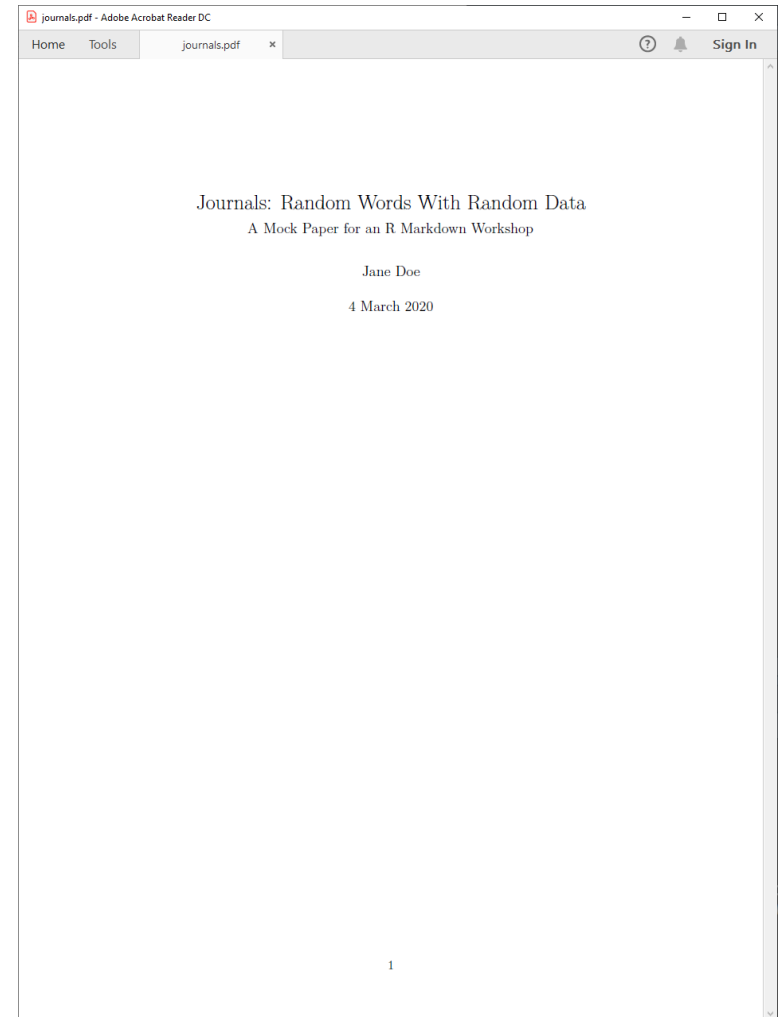 journals.pdf - Adobe Acrobat Reader DC
Home Tools journals.pdf × ? Sign In
Journals: Random Words With Random Data
A Mock Paper for an R Markdown Workshop
Jane Doe
4 March 2020
1